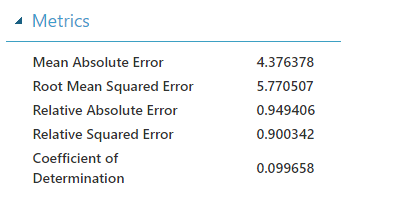 Metrics
Mean Absolute Error 4.376378
Root Mean Squared Error 5.770507
Relative Absolute Error 0.949406
Relative Squared Error 0.900342
Coefficient of
Determination 0.099658